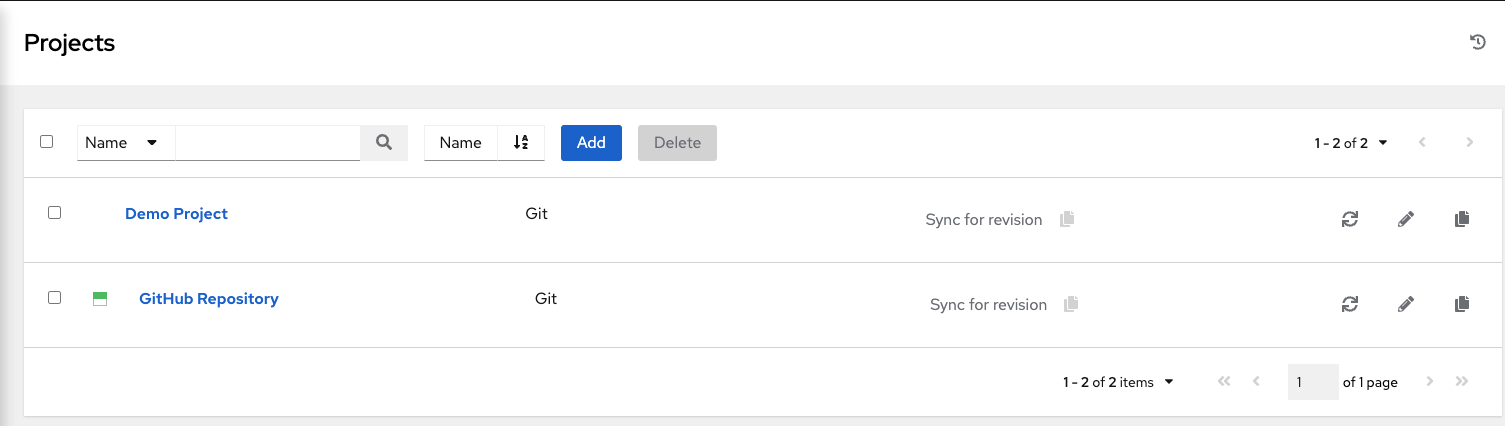 Projects
Name Name Add Delete 1 - 2 of 2
Demo Project Git Sync for revision
GitHub Repository Git Sync for revision
1 - 2 of 2 items 1 of 1 page